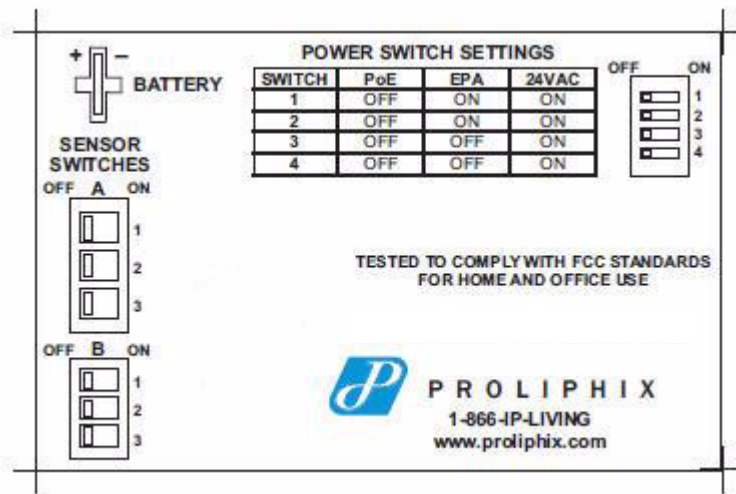 + −
BATTERY
POWER SWITCH SETTINGS
SWITCH PoE EPA 24VAC
1 OFF ON ON
2 OFF ON ON
3 OFF OFF ON
4 OFF OFF ON
OFF ON
1
2
3
4
SENSOR
SWITCHES
OFF A ON
1
2
3
TESTED TO COMPLY WITH FCC STANDARDS
FOR HOME AND OFFICE USE
OFF B ON
1
2
3
PROLIPHIX
1-866-IP-LIVING
www.proliphix.com